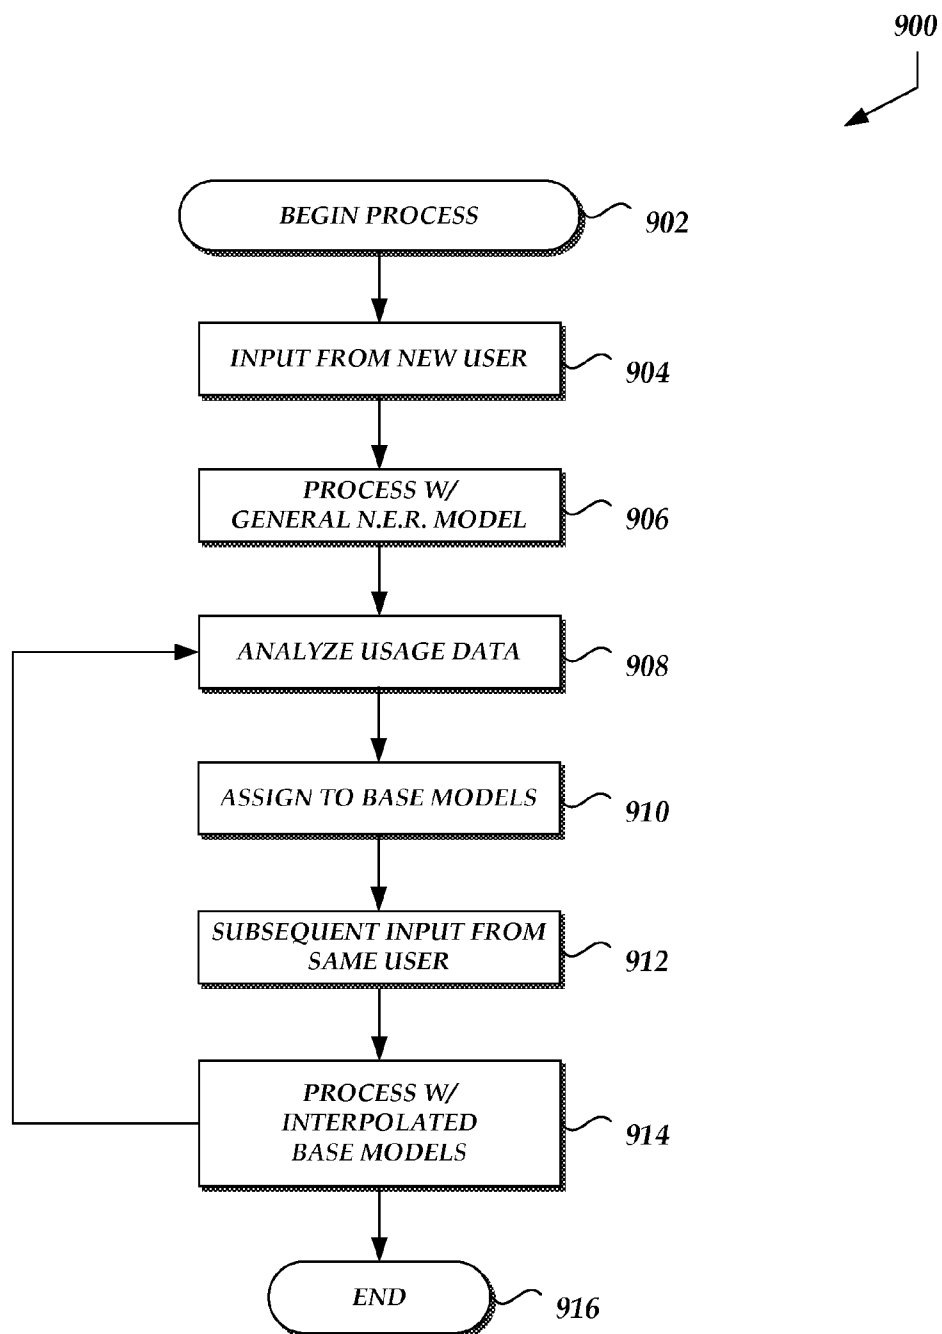 900
BEGIN PROCESS
902
INPUT FROM NEW USER
904
PROCESS W/
GENERAL N.E.R. MODEL
906
ANALYZE USAGE DATA
908
ASSIGN TO BASE MODELS
910
SUBSEQUENT INPUT FROM
SAME USER
912
PROCESS W/
INTERPOLATED
BASE MODELS
914
END
916